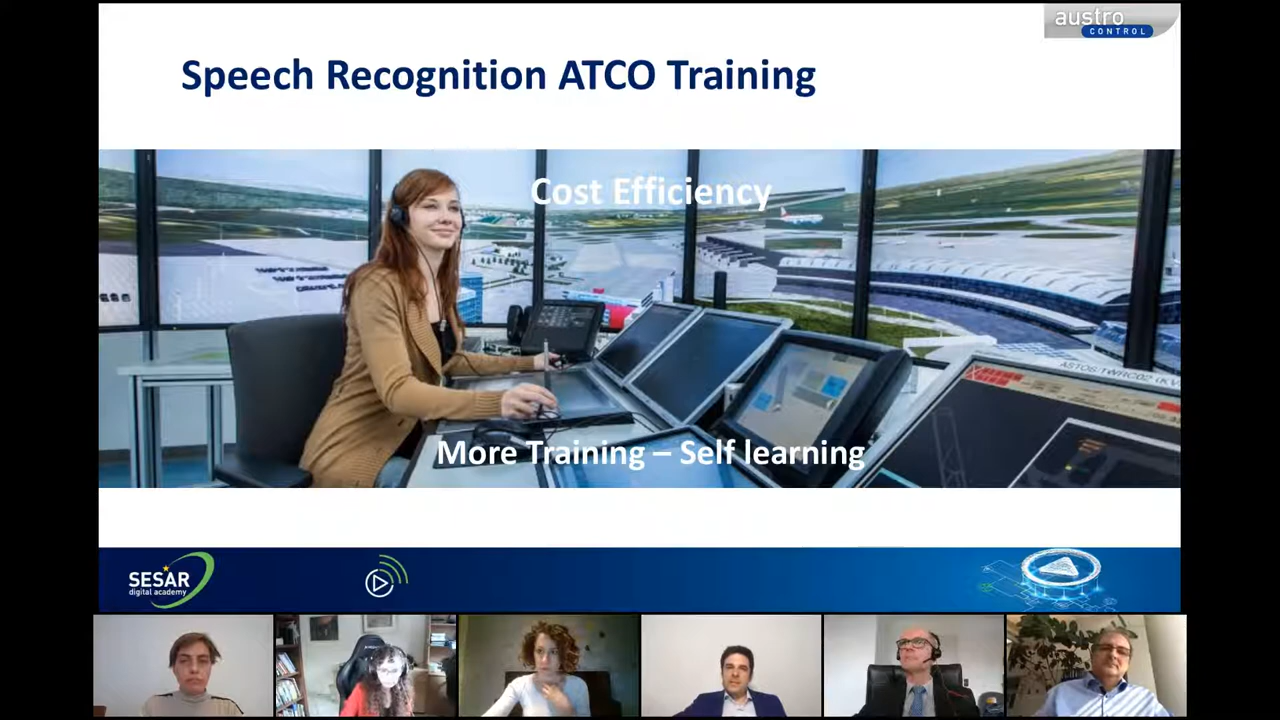 austro
CONTROL
Speech Recognition ATCO Training
Cost Efficiency
More Training – Self learning
SESAR
digital academy